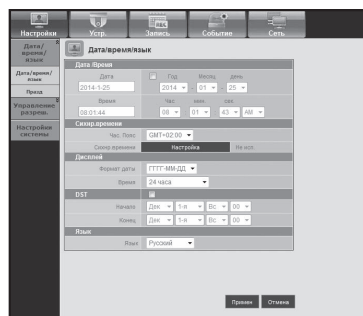 Настройки Устр. Запись Событие Сеть
Дата/время/язык
Дата/время/язык
Управление разреш.
Настройки системы
Дата/время/язык
Дата/Время
Дата Год Месяц день
2014-1-25 2014 - 01 - 25
Время Час мин сек
08:01:44 08 : 01 : 43 AM
Синхр.времени
Час. Пояс GMT+02:00
Синхр времени Настройка Не исп.
Дисплей
Формат даты ГГГГ-ММ-ДД
Время 24 часа
DST
Начало Дек 1-я Вс 00
Конец Дек 1-я Вс 00
Язык
Язык Русский
Примен Отмена